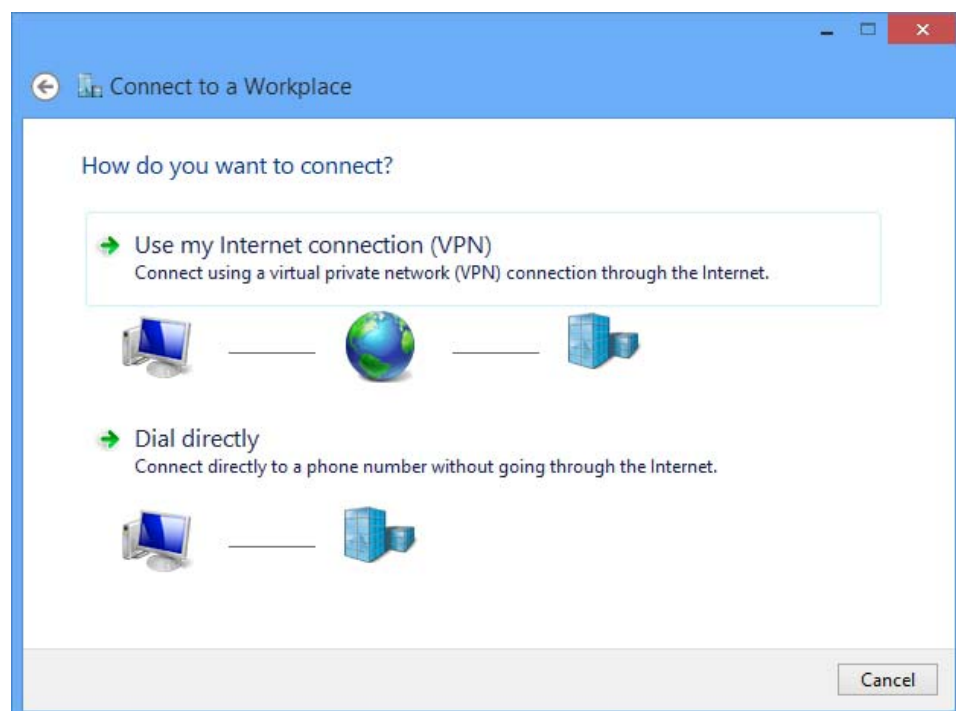 Connect to a Workplace
How do you want to connect?
Use my Internet connection (VPN)
Connect using a virtual private network (VPN) connection through the Internet.
Dial directly
Connect directly to a phone number without going through the Internet.
Cancel